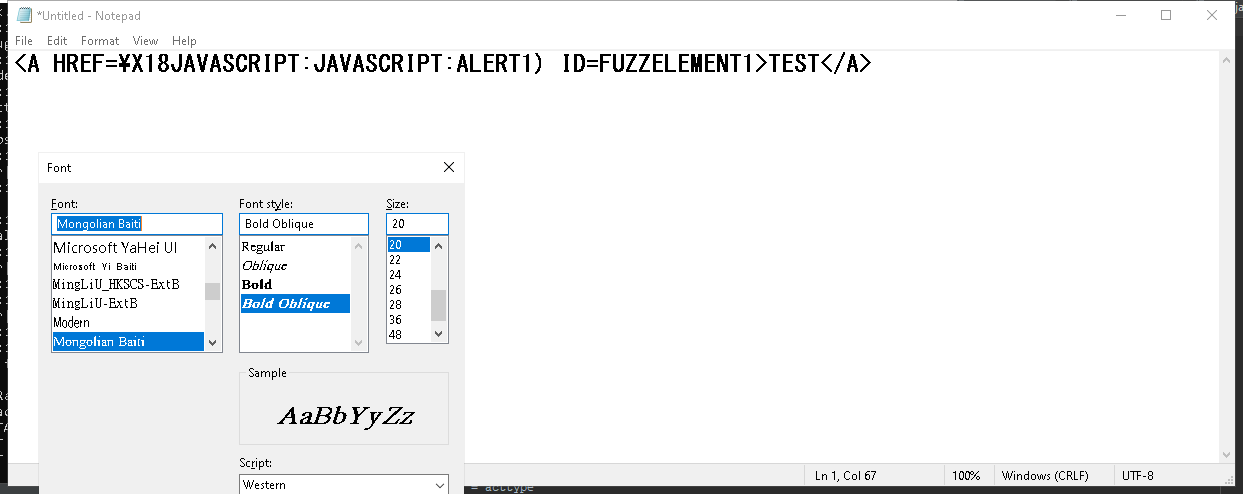 *Untitled - Notepad
File Edit Format View Help
<A HREF=¥X18JAVASCRIPT:JAVASCRIPT:ALERT1) ID=FUZZELEMENT1>TEST</A>
Font
Font: Font style: Size:
Mongolian Baiti Bold Oblique 20
Microsoft YaHei UI Regular 20
Microsoft Yi Baiti Oblique 22
MingLiU_HKSCS-ExtB Bold 24
MingLiU-ExtB Bold Oblique 26
Modern 28
Mongolian Baiti 36
48
Sample
AaBbYyZz
Script:
Western
Ln 1, Col 67 100% Windows (CRLF) UTF-8
= acctype